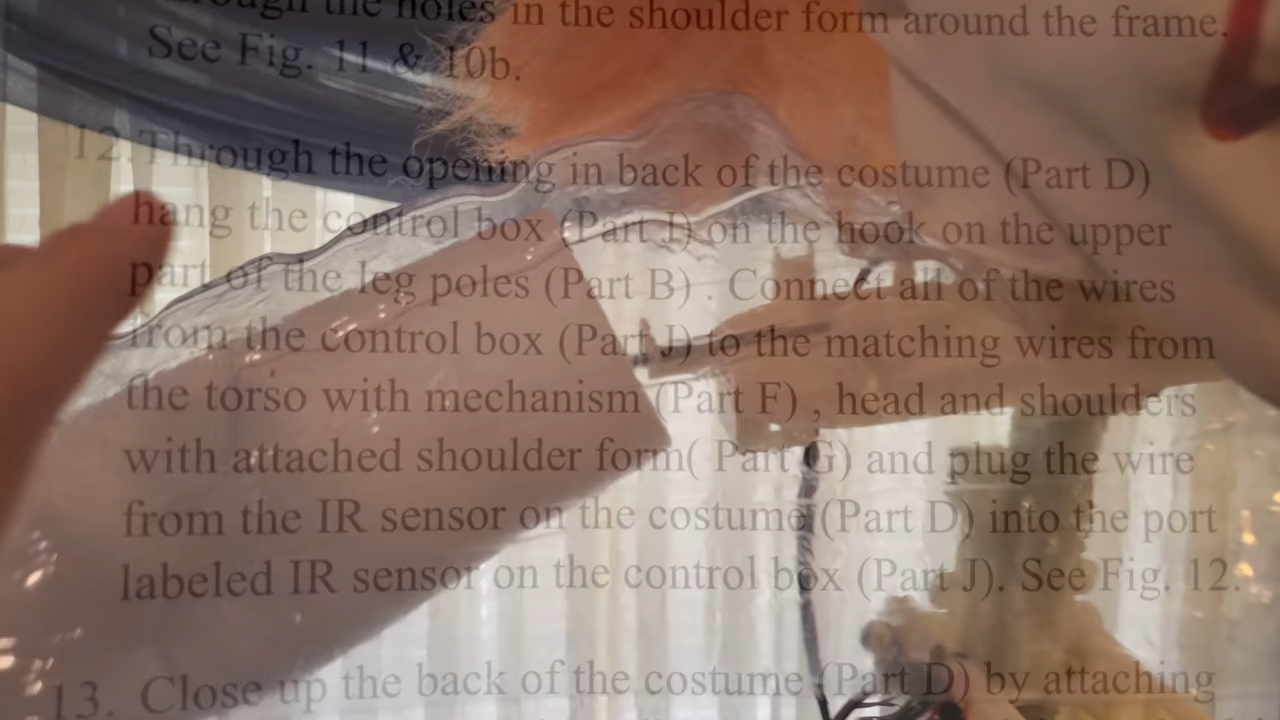 through the holes in the shoulder form around the frame.
See Fig. 11 & 10b.
12.Through the opening in back of the costume (Part D)
hang the control box (Part J) on the hook on the upper
part of the leg poles (Part B) . Connect all of the wires
from the control box (Part J) to the matching wires from
the torso with mechanism (Part F) , head and shoulders
with attached shoulder form( Part G) and plug the wire
from the IR sensor on the costume (Part D) into the port
labeled IR sensor on the control box (Part J). See Fig. 12.
13. Close up the back of the costume (Part D) by attaching